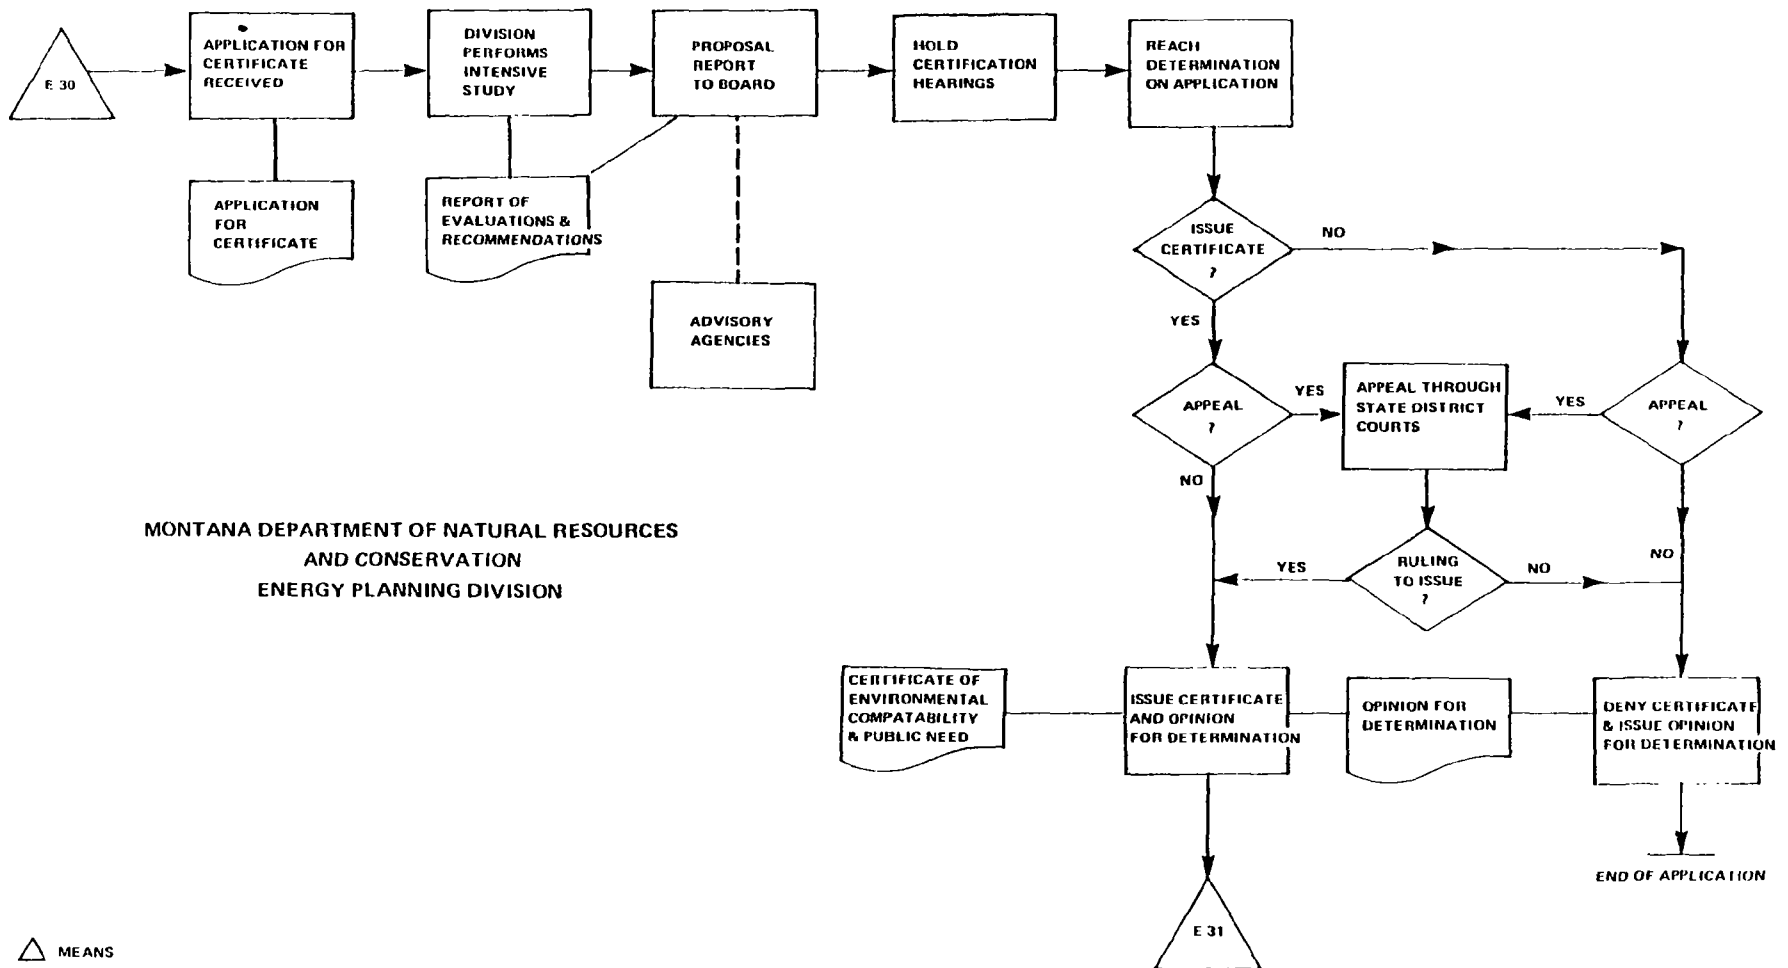 E 30
APPLICATION FOR
CERTIFICATE
RECEIVED
DIVISION
PERFORMS
INTENSIVE
STUDY
PROPOSAL
REPORT
TO BOARD
HOLD
CERTIFICATION
HEARINGS
REACH
DETERMINATION
ON APPLICATION
APPLICATION
FOR
CERTIFICATE
REPORT OF
EVALUATIONS &
RECOMMENDATIONS
ADVISORY
AGENCIES
ISSUE
CERTIFICATE
?
NO
YES
APPEAL
?
YES
APPEAL THROUGH
STATE DISTRICT
COURTS
YES
APPEAL
?
NO
MONTANA DEPARTMENT OF NATURAL RESOURCES
AND CONSERVATION
ENERGY PLANNING DIVISION
YES
RULING
TO ISSUE
?
NO
NO
CERTIFICATE OF
ENVIRONMENTAL
COMPATABILITY
& PUBLIC NEED
ISSUE CERTIFICATE
AND OPINION
FOR DETERMINATION
OPINION FOR
DETERMINATION
DENY CERTIFICATE
& ISSUE OPINION
FOR DETERMINATION
END OF APPLICATION
E 31
MEANS